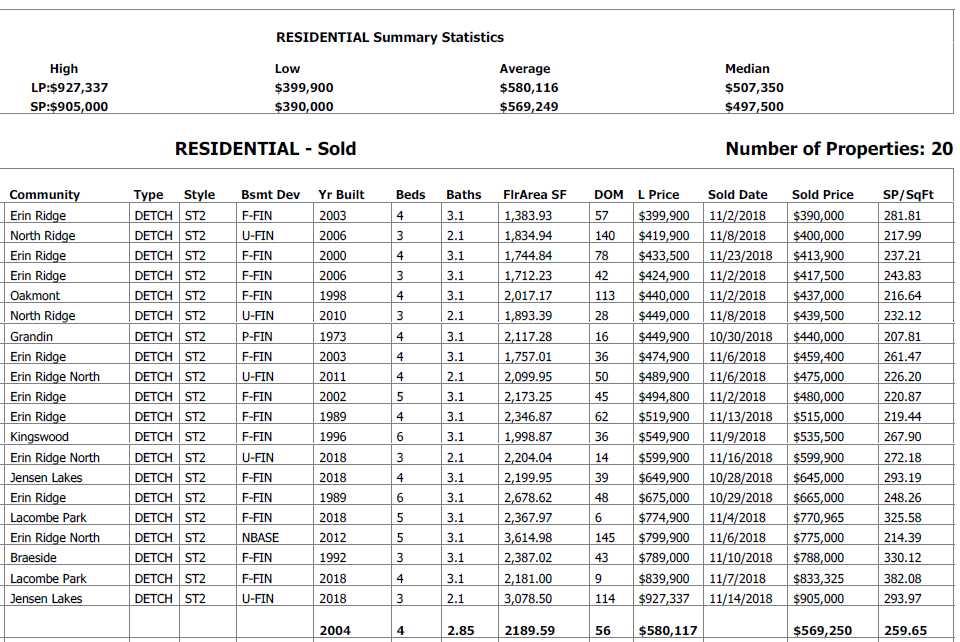 RESIDENTIAL Summary Statistics
High Low Average Median
LP:$927,337 $399,900 $580,116 $507,350
SP:$905,000 $390,000 $569,249 $497,500
RESIDENTIAL - Sold Number of Properties: 20
Community Type Style Bsmt Dev Yr Built Beds Baths FlrArea SF DOM L Price Sold Date Sold Price SP/SqFt
Erin Ridge DETCH ST2 F-FIN 2003 4 3.1 1,383.93 57 $399,900 11/2/2018 $390,000 281.81
North Ridge DETCH ST2 U-FIN 2006 3 2.1 1,834.94 140 $419,900 11/8/2018 $400,000 217.99
Erin Ridge DETCH ST2 F-FIN 2000 4 3.1 1,744.84 78 $433,500 11/23/2018 $413,900 237.21
Erin Ridge DETCH ST2 F-FIN 2006 3 3.1 1,712.23 42 $424,900 11/2/2018 $417,500 243.83
Oakmont DETCH ST2 F-FIN 1998 4 3.1 2,017.17 113 $440,000 11/2/2018 $437,000 216.64
North Ridge DETCH ST2 U-FIN 2010 3 2.1 1,893.39 28 $449,000 11/8/2018 $439,500 232.12
Grandin DETCH ST2 P-FIN 1973 4 3.1 2,117.28 16 $449,900 10/30/2018 $440,000 207.81
Erin Ridge DETCH ST2 F-FIN 2003 4 3.1 1,757.01 36 $474,900 11/6/2018 $459,400 261.47
Erin Ridge North DETCH ST2 U-FIN 2011 4 2.1 2,099.95 50 $489,900 11/6/2018 $475,000 226.20
Erin Ridge DETCH ST2 F-FIN 2002 5 3.1 2,173.25 45 $494,800 11/2/2018 $480,000 220.87
Erin Ridge DETCH ST2 F-FIN 1989 4 3.1 2,346.87 62 $519,900 11/13/2018 $515,000 219.44
Kingswood DETCH ST2 F-FIN 1996 6 3.1 1,998.87 36 $549,900 11/9/2018 $535,500 267.90
Erin Ridge North DETCH ST2 U-FIN 2018 3 2.1 2,204.04 14 $599,900 11/16/2018 $599,900 272.18
Jensen Lakes DETCH ST2 F-FIN 2018 4 3.1 2,199.95 39 $649,900 10/28/2018 $645,000 293.19
Erin Ridge DETCH ST2 F-FIN 1989 6 3.1 2,678.62 48 $675,000 10/29/2018 $665,000 248.26
Lacombe Park DETCH ST2 F-FIN 2018 5 3.1 2,367.97 6 $774,900 11/4/2018 $770,965 325.58
Erin Ridge North DETCH ST2 NBASE 2012 5 3.1 3,614.98 145 $799,900 11/6/2018 $775,000 214.39
Braeside DETCH ST2 F-FIN 1992 3 3.1 2,387.02 43 $789,000 11/10/2018 $788,000 330.12
Lacombe Park DETCH ST2 F-FIN 2018 4 3.1 2,181.00 9 $839,900 11/7/2018 $833,325 382.08
Jensen Lakes DETCH ST2 U-FIN 2018 3 2.1 3,078.50 114 $927,337 11/14/2018 $905,000 293.97
2004 4 2.85 2189.59 56 $580,117 $569,250 259.65